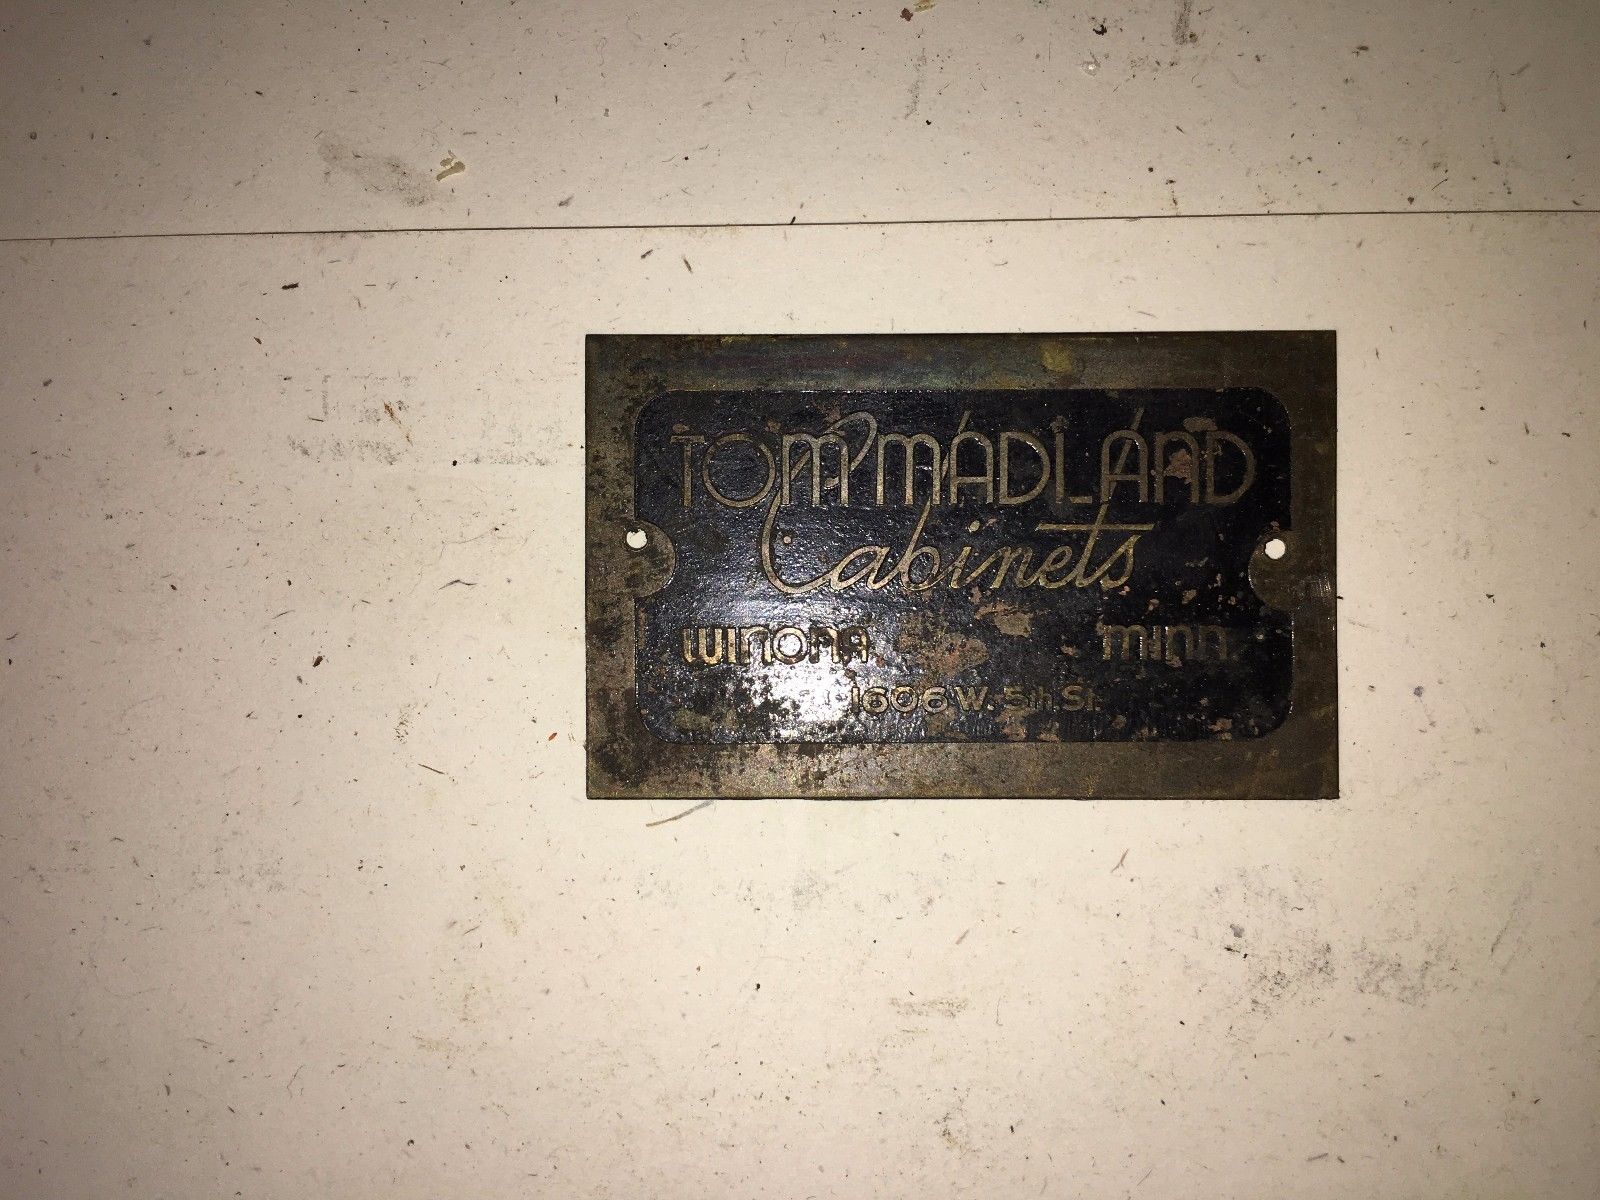 TOM MADLAND
Cabinets
WINONA MINN.
1606 W. 5th St.